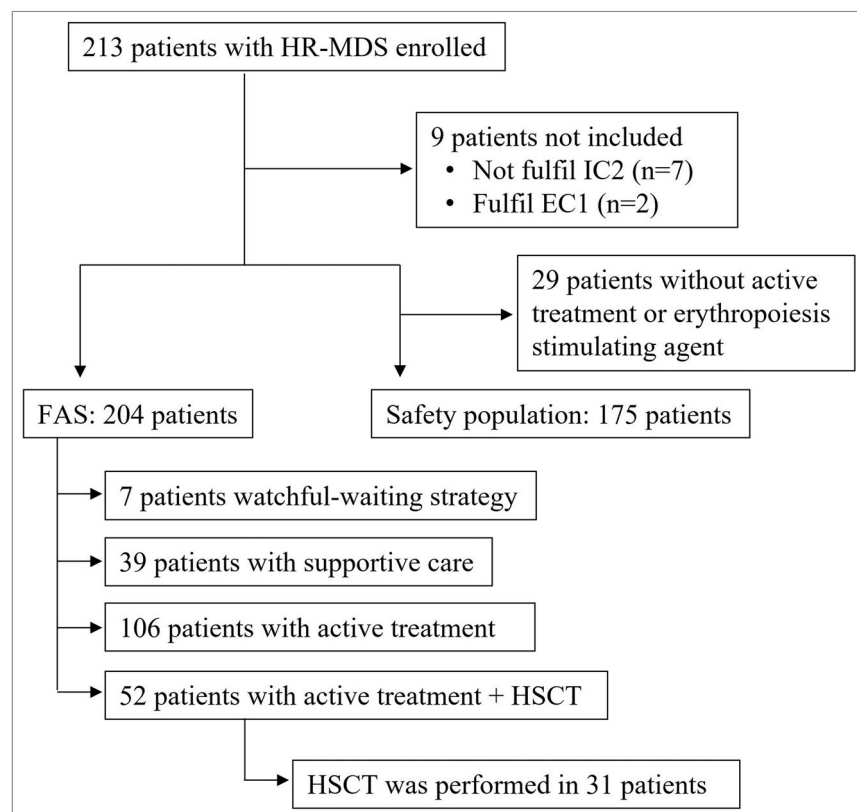 213 patients with HR-MDS enrolled
9 patients not included
• Not fulfil IC2 (n=7)
• Fulfil EC1 (n=2)
29 patients without active
treatment or erythropoiesis
stimulating agent
FAS: 204 patients
Safety population: 175 patients
7 patients watchful-waiting strategy
39 patients with supportive care
106 patients with active treatment
52 patients with active treatment + HSCT
HSCT was performed in 31 patients